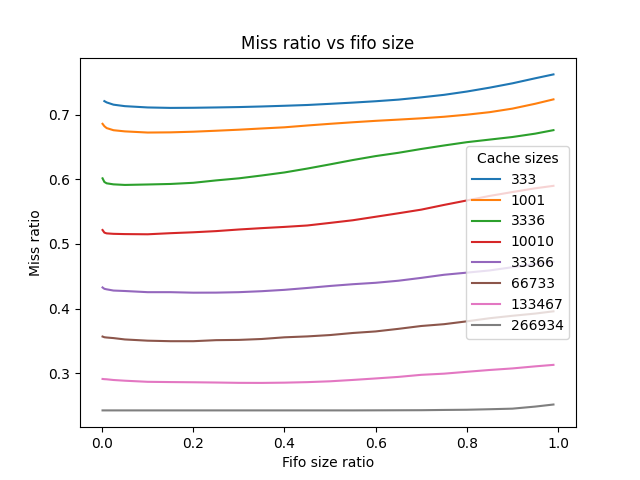 Miss ratio vs fifo size
Miss ratio
0.7
0.6
0.5
0.4
0.3
Cache sizes
333
1001
3336
10010
33366
66733
133467
266934
0.0 0.2 0.4 0.6 0.8 1.0
Fifo size ratio